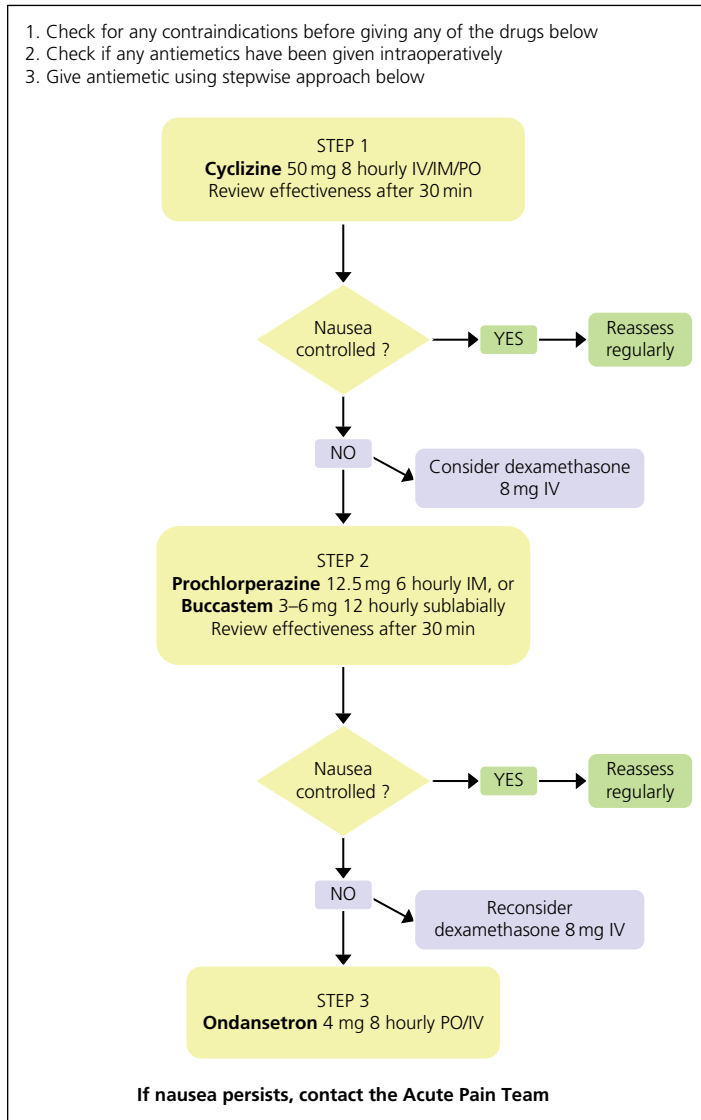 1. Check for any contraindications before giving any of the drugs below
2. Check if any antiemetics have been given intraoperatively
3. Give antiemetic using stepwise approach below
STEP 1
Cyclizine 50 mg 8 hourly IV/IM/PO
Review effectiveness after 30 min
Nausea
controlled ?
YES
Reassess
regularly
NO
Consider dexamethasone
8 mg IV
STEP 2
Prochlorperazine 12.5 mg 6 hourly IM, or
Buccastem 3–6 mg 12 hourly sublabially
Review effectiveness after 30 min
Nausea
controlled ?
YES
Reassess
regularly
NO
Reconsider
dexamethasone 8 mg IV
STEP 3
Ondansetron 4 mg 8 hourly PO/IV
If nausea persists, contact the Acute Pain Team